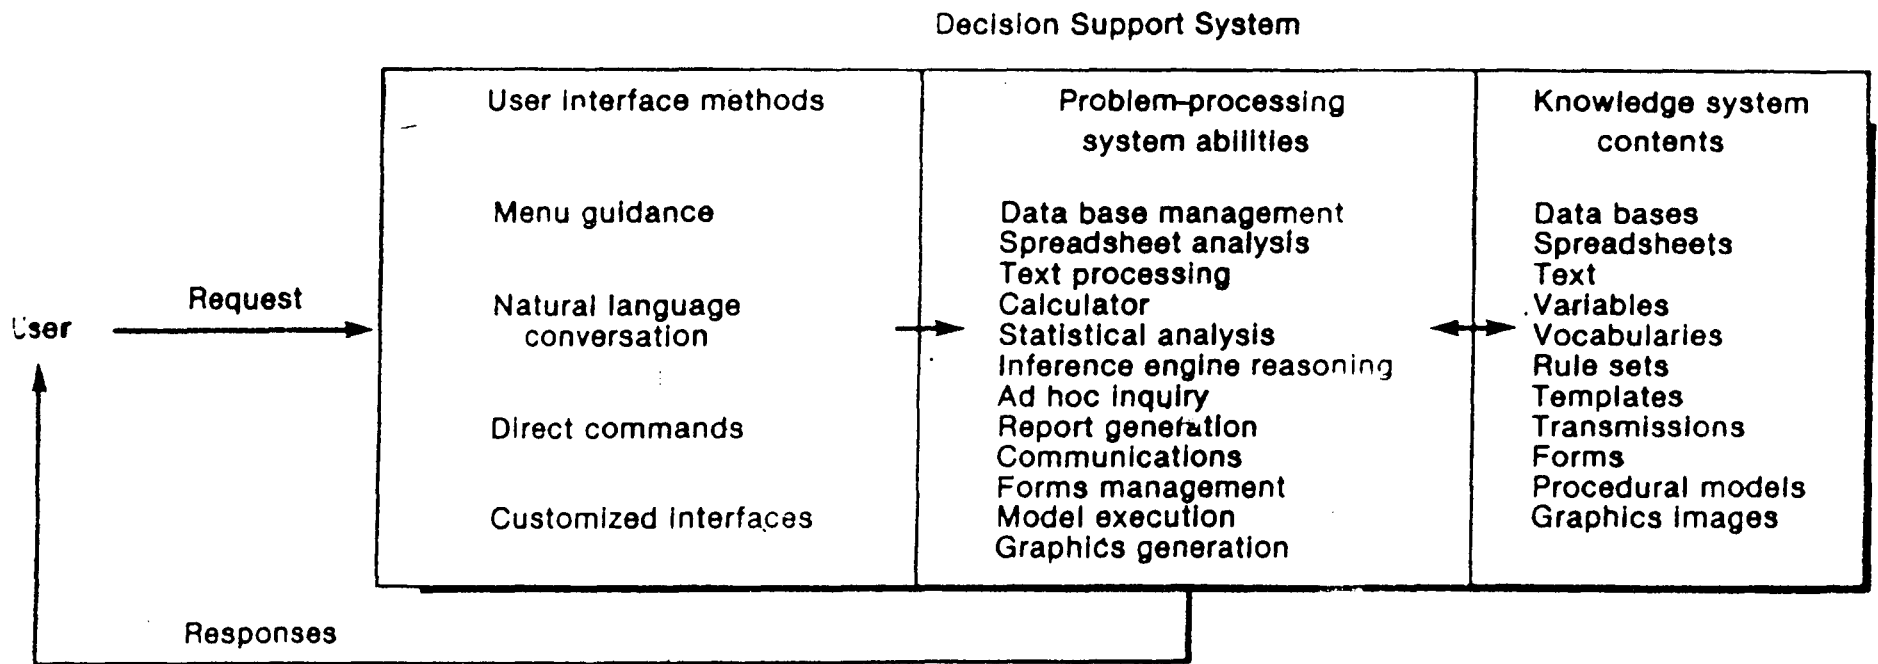 Decision Support System
User interface methods
Problem-processing
system abilities
Knowledge system
contents
User
Request
Menu guidance
Natural language
conversation
Direct commands
Customized interfaces
Data base management
Spreadsheet analysis
Text processing
Calculator
Statistical analysis
Inference engine reasoning
Ad hoc inquiry
Report generation
Communications
Forms management
Model execution
Graphics generation
Data bases
Spreadsheets
Text
Variables
Vocabularies
Rule sets
Templates
Transmissions
Forms
Procedural models
Graphics images
Responses